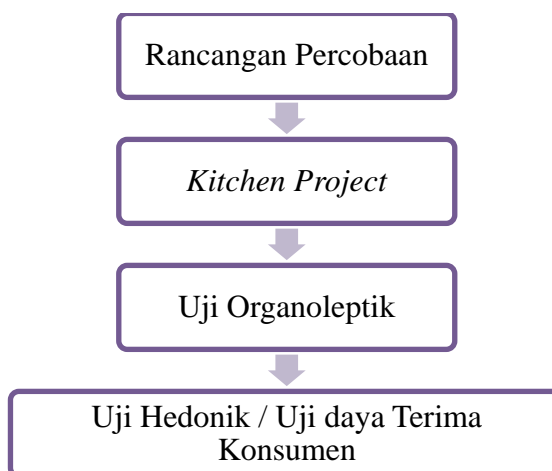 Rancangan Percobaan
Kitchen Project
Uji Organoleptik
Uji Hedonik / Uji daya Terima
Konsumen